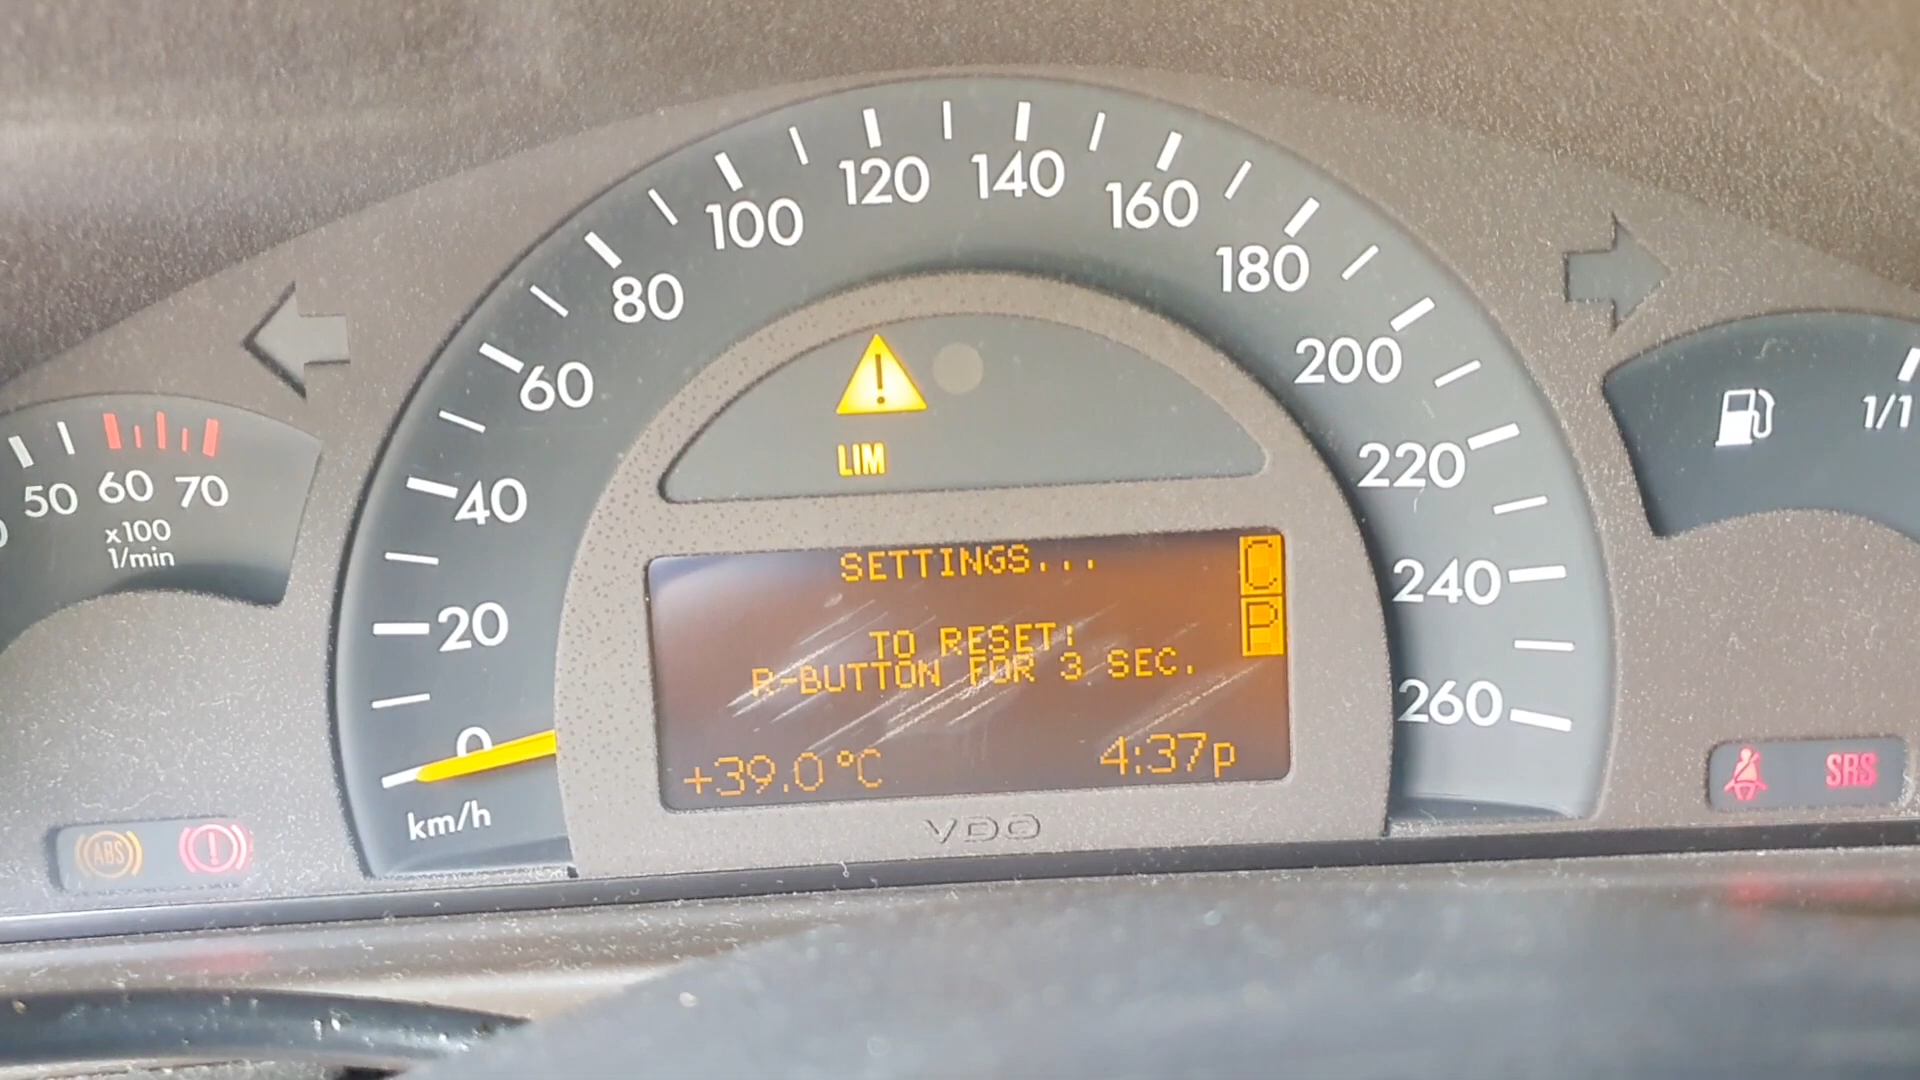 120 140
100 160
80 180
60 200
40 220
20 240
0 260
km/h
50 60 70
x100
1/min
1/1
LIM
SETTINGS...
C
P
TO RESET:
R-BUTTON FOR 3 SEC.
+39.0 °C 4:37p
VDO
ABS
SRS